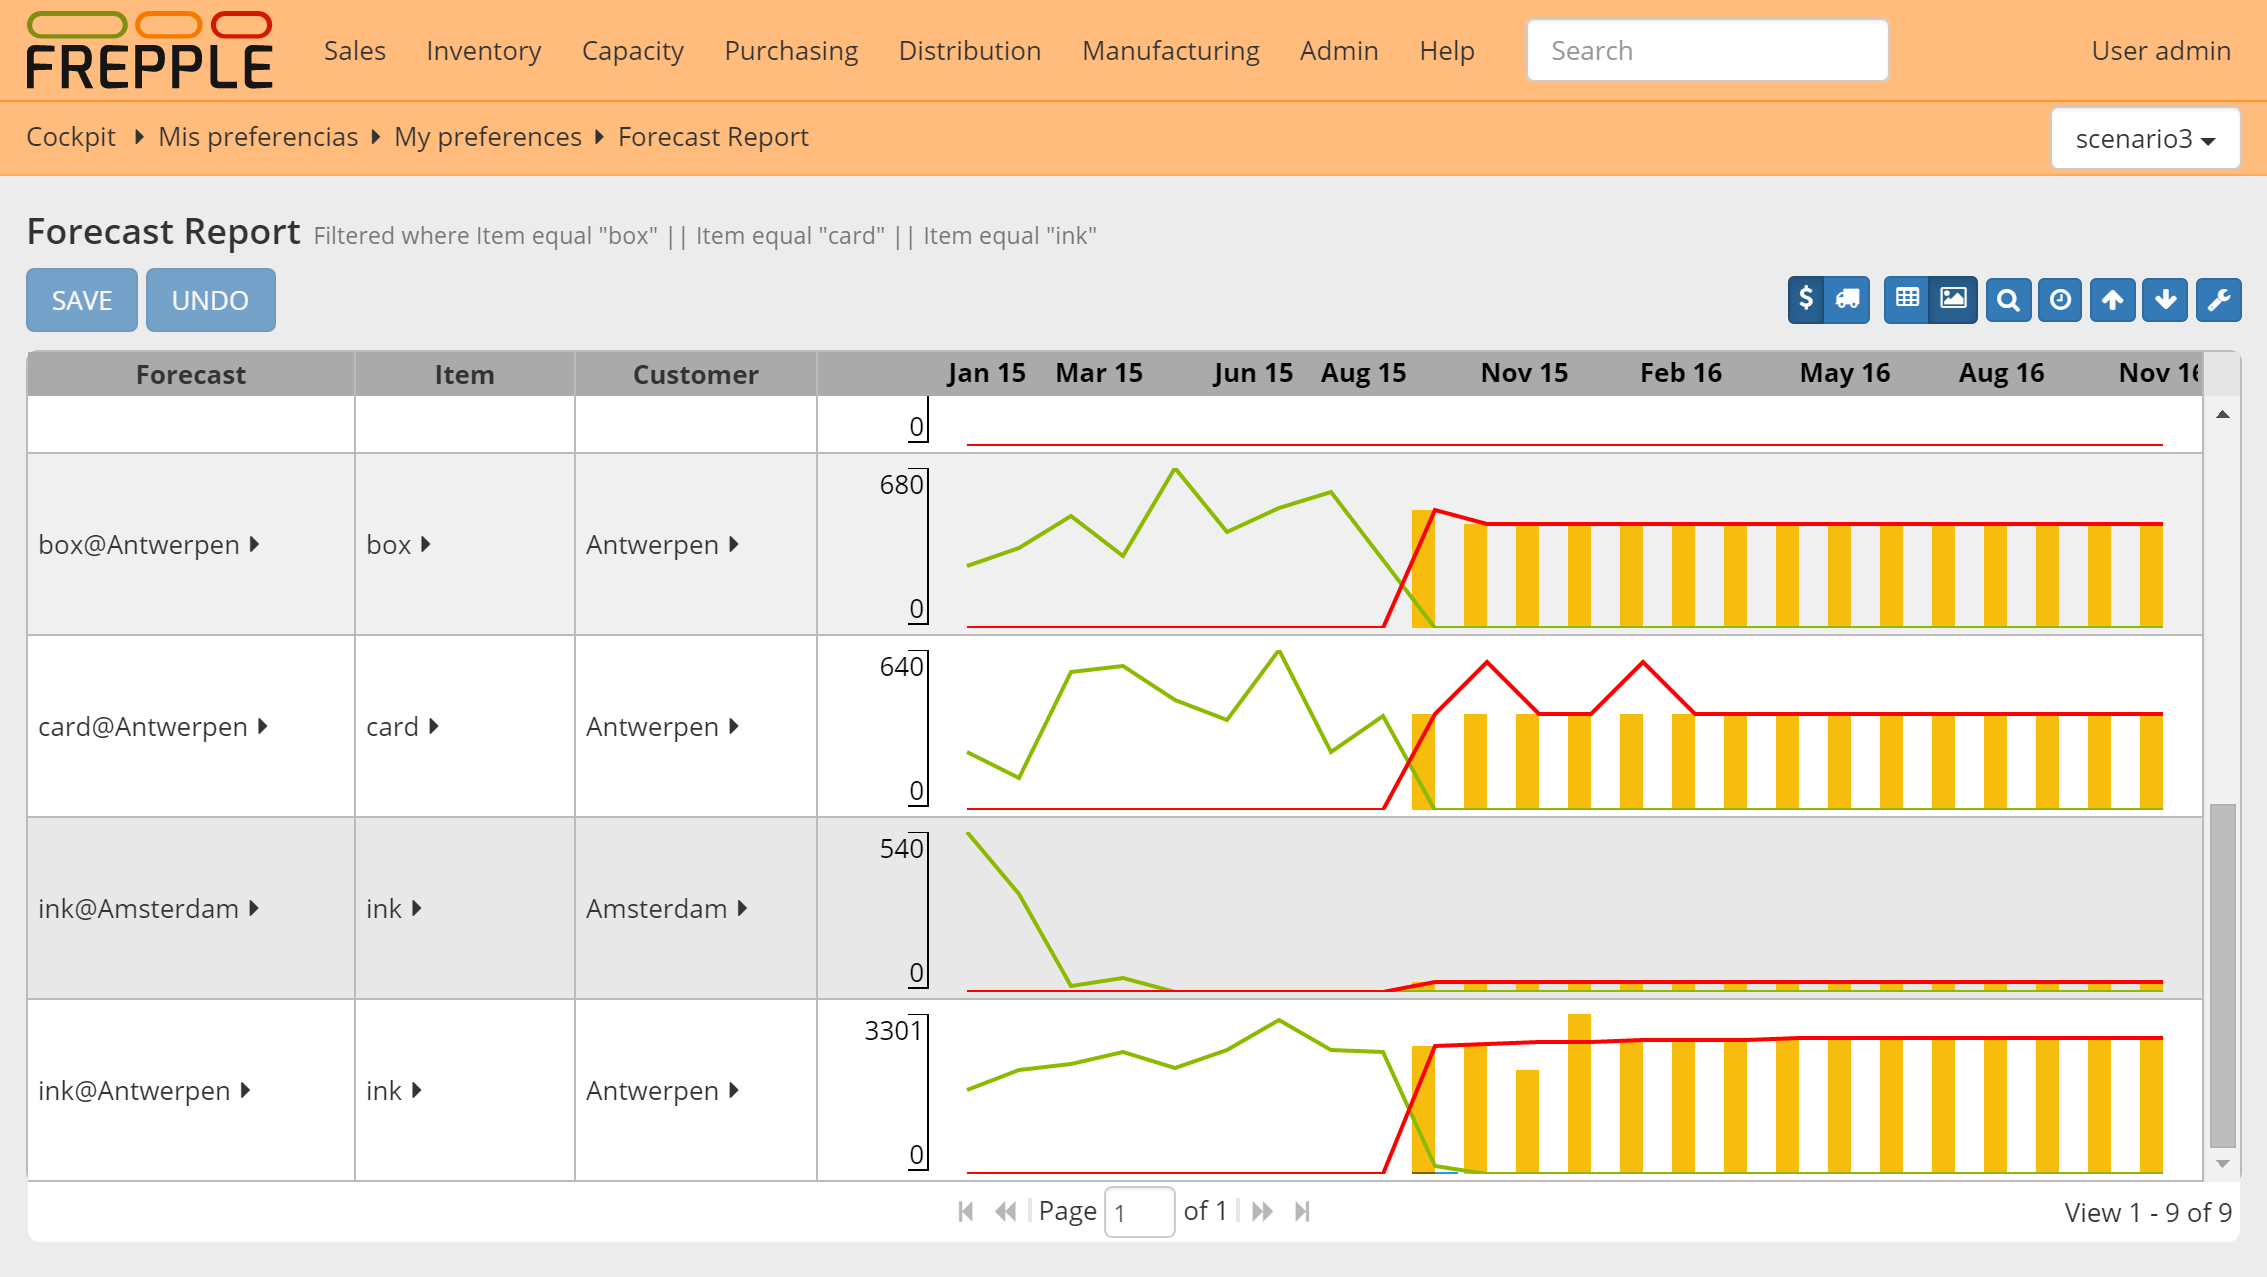 FREPPLE Sales Inventory Capacity Purchasing Distribution Manufacturing Admin Help Search User admin
Cockpit Mis preferencias My preferences Forecast Report scenario3
Forecast Report Filtered where Item equal "box" || Item equal "card" || Item equal "ink"
SAVE UNDO $
Forecast Item Customer Jan 15 Mar 15 Jun 15 Aug 15 Nov 15 Feb 16 May 16 Aug 16 Nov 16
0
680
box@Antwerpen box Antwerpen
0
640
card@Antwerpen card Antwerpen
0
540
ink@Amsterdam ink Amsterdam
0
3301
ink@Antwerpen ink Antwerpen
0
Page 1 of 1 View 1 - 9 of 9